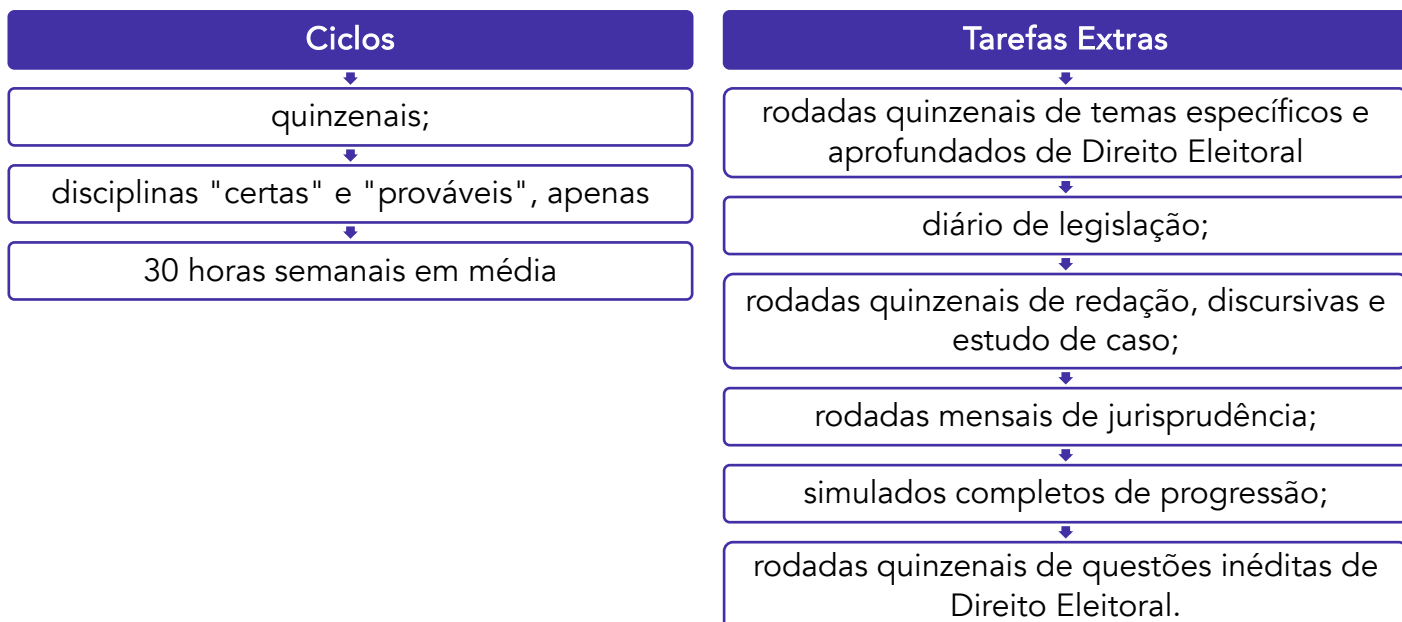 Ciclos
quinzenais;
disciplinas "certas" e "prováveis", apenas
30 horas semanais em média
Tarefas Extras
rodadas quinzenais de temas específicos e
aprofundados de Direito Eleitoral
diário de legislação;
rodadas quinzenais de redação, discursivas e
estudo de caso;
rodadas mensais de jurisprudência;
simulados completos de progressão;
rodadas quinzenais de questões inéditas de
Direito Eleitoral.